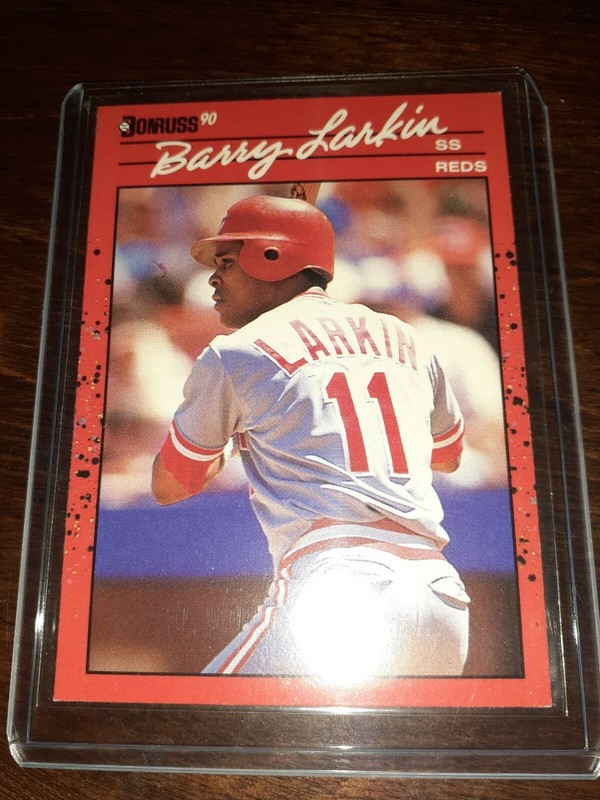 DONRUSS 90
Barry Larkin
SS
REDS
LARKIN
11